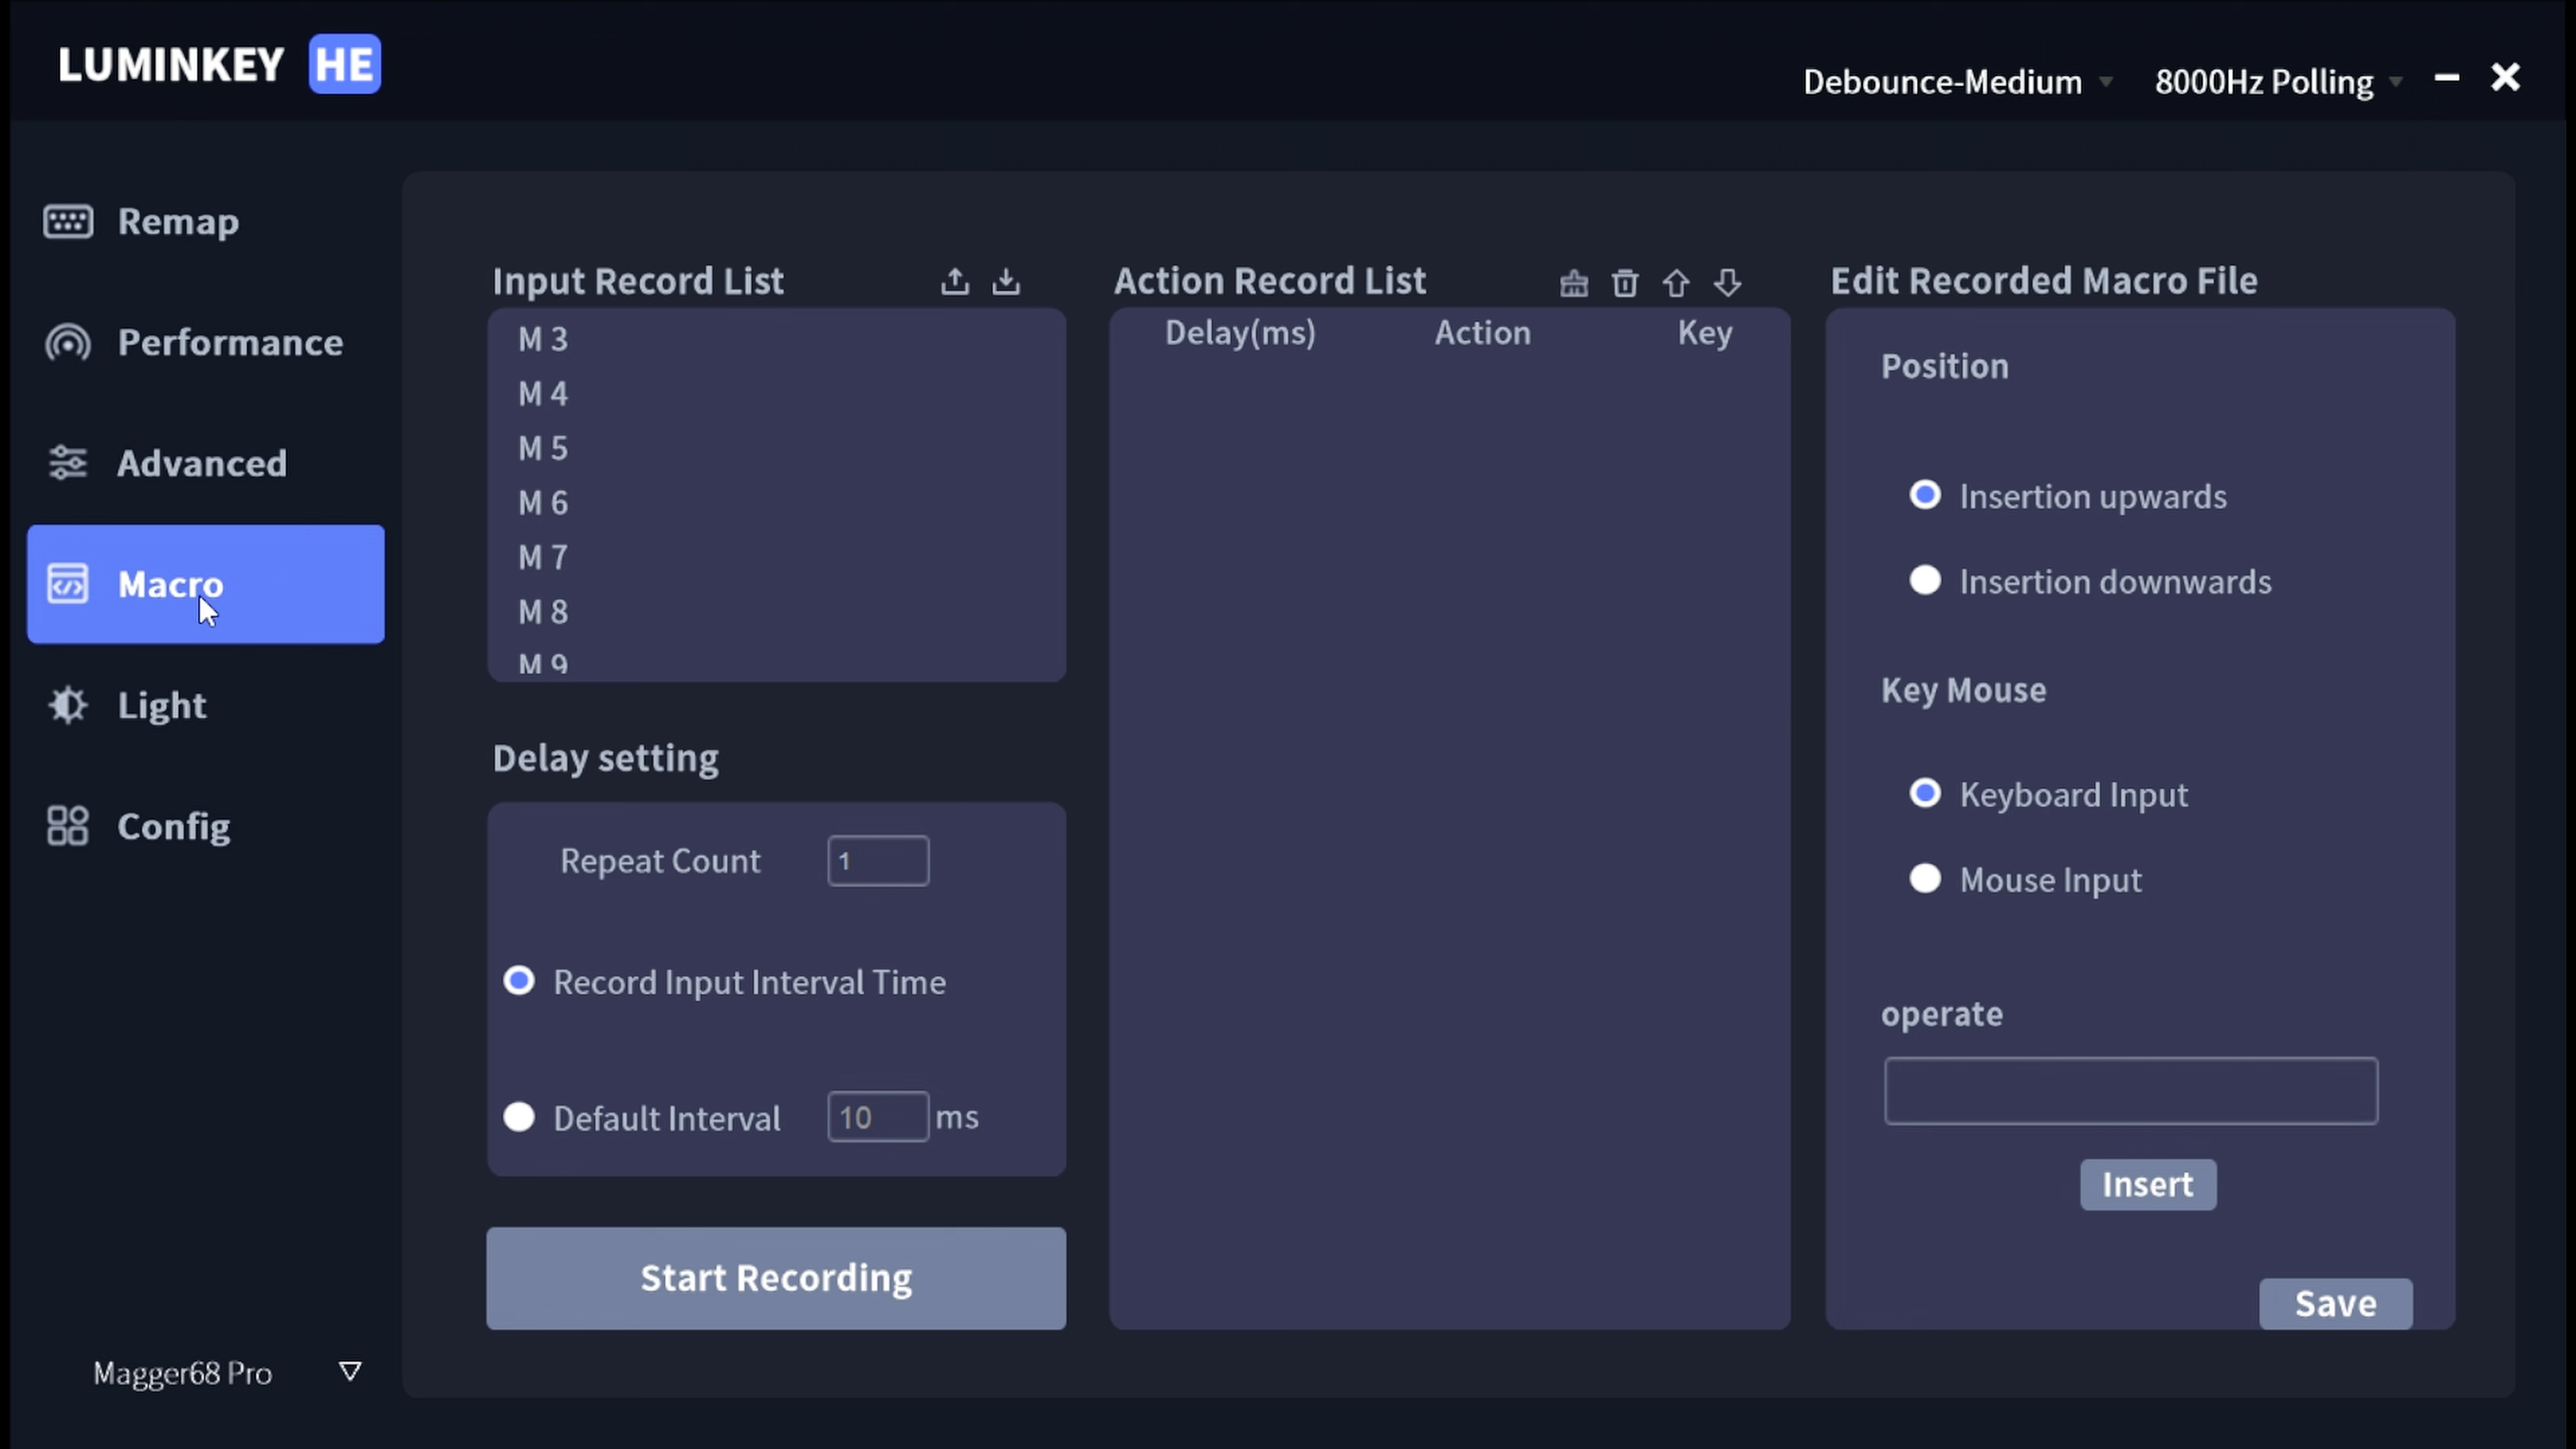 LUMINKEY HE
Debounce-Medium
8000Hz Polling
Remap
Performance
Advanced
Macro
Light
Config
Magger68 Pro
Input Record List
M 3
M 4
M 5
M 6
M 7
M 8
M 9
Delay setting
Repeat Count 1
Record Input Interval Time
Default Interval 10 ms
Start Recording
Action Record List
Delay(ms) Action Key
Edit Recorded Macro File
Position
Insertion upwards
Insertion downwards
Key Mouse
Keyboard Input
Mouse Input
operate
Insert
Save